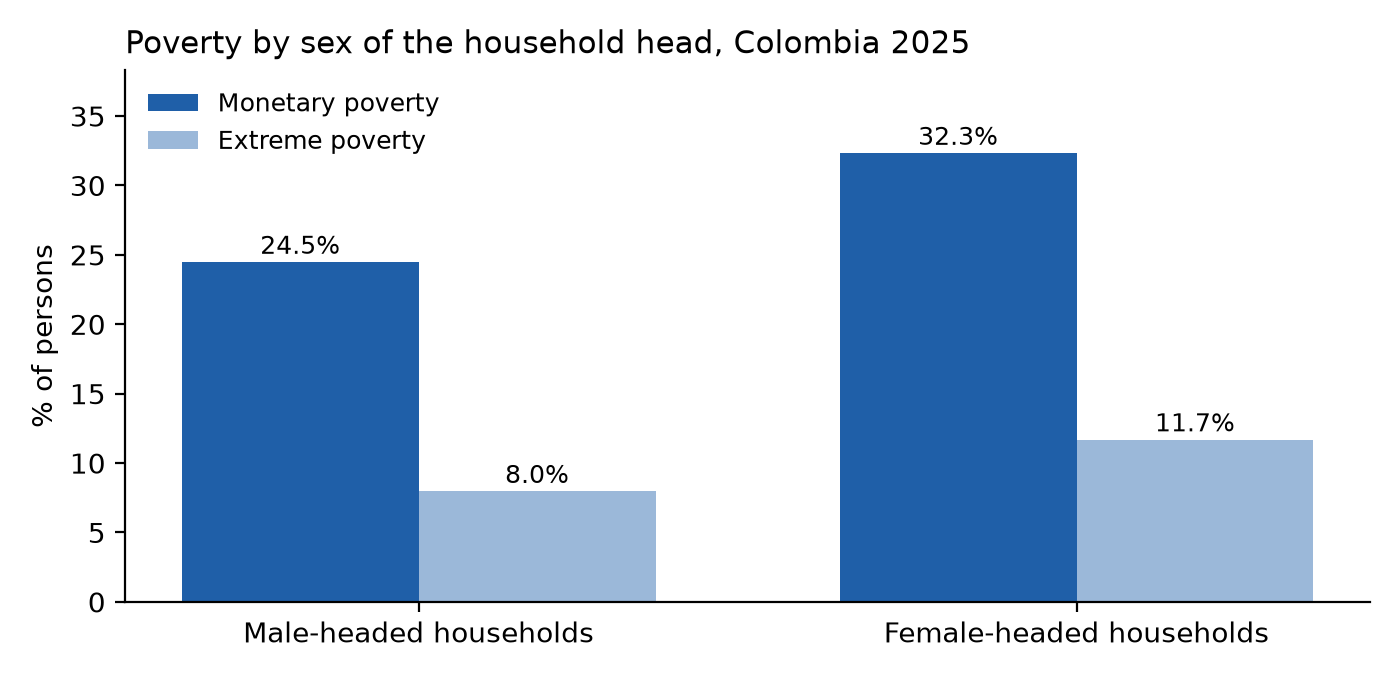 Poverty by sex of the household head, Colombia 2025
Monetary poverty
Extreme poverty
% of persons
35
30
25
20
15
10
5
0
24.5%
8.0%
32.3%
11.7%
Male-headed households
Female-headed households